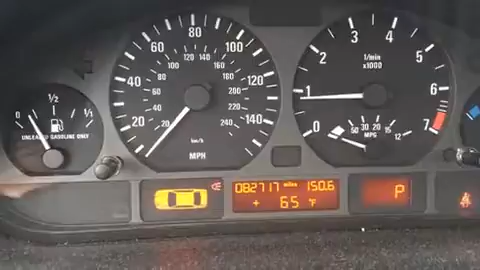 0 1/2 1/1
UNLEADED GASOLINE ONLY
20 40 60 80 100 120 140
20 40 60 80 100 120 140 160 180 200 220 240
km/h
MPH
0 1 2 3 4 5 6 7
1/min
x1000
50 30 20 15 12
MPG
082717 miles 150.6
+ 65 °F
P